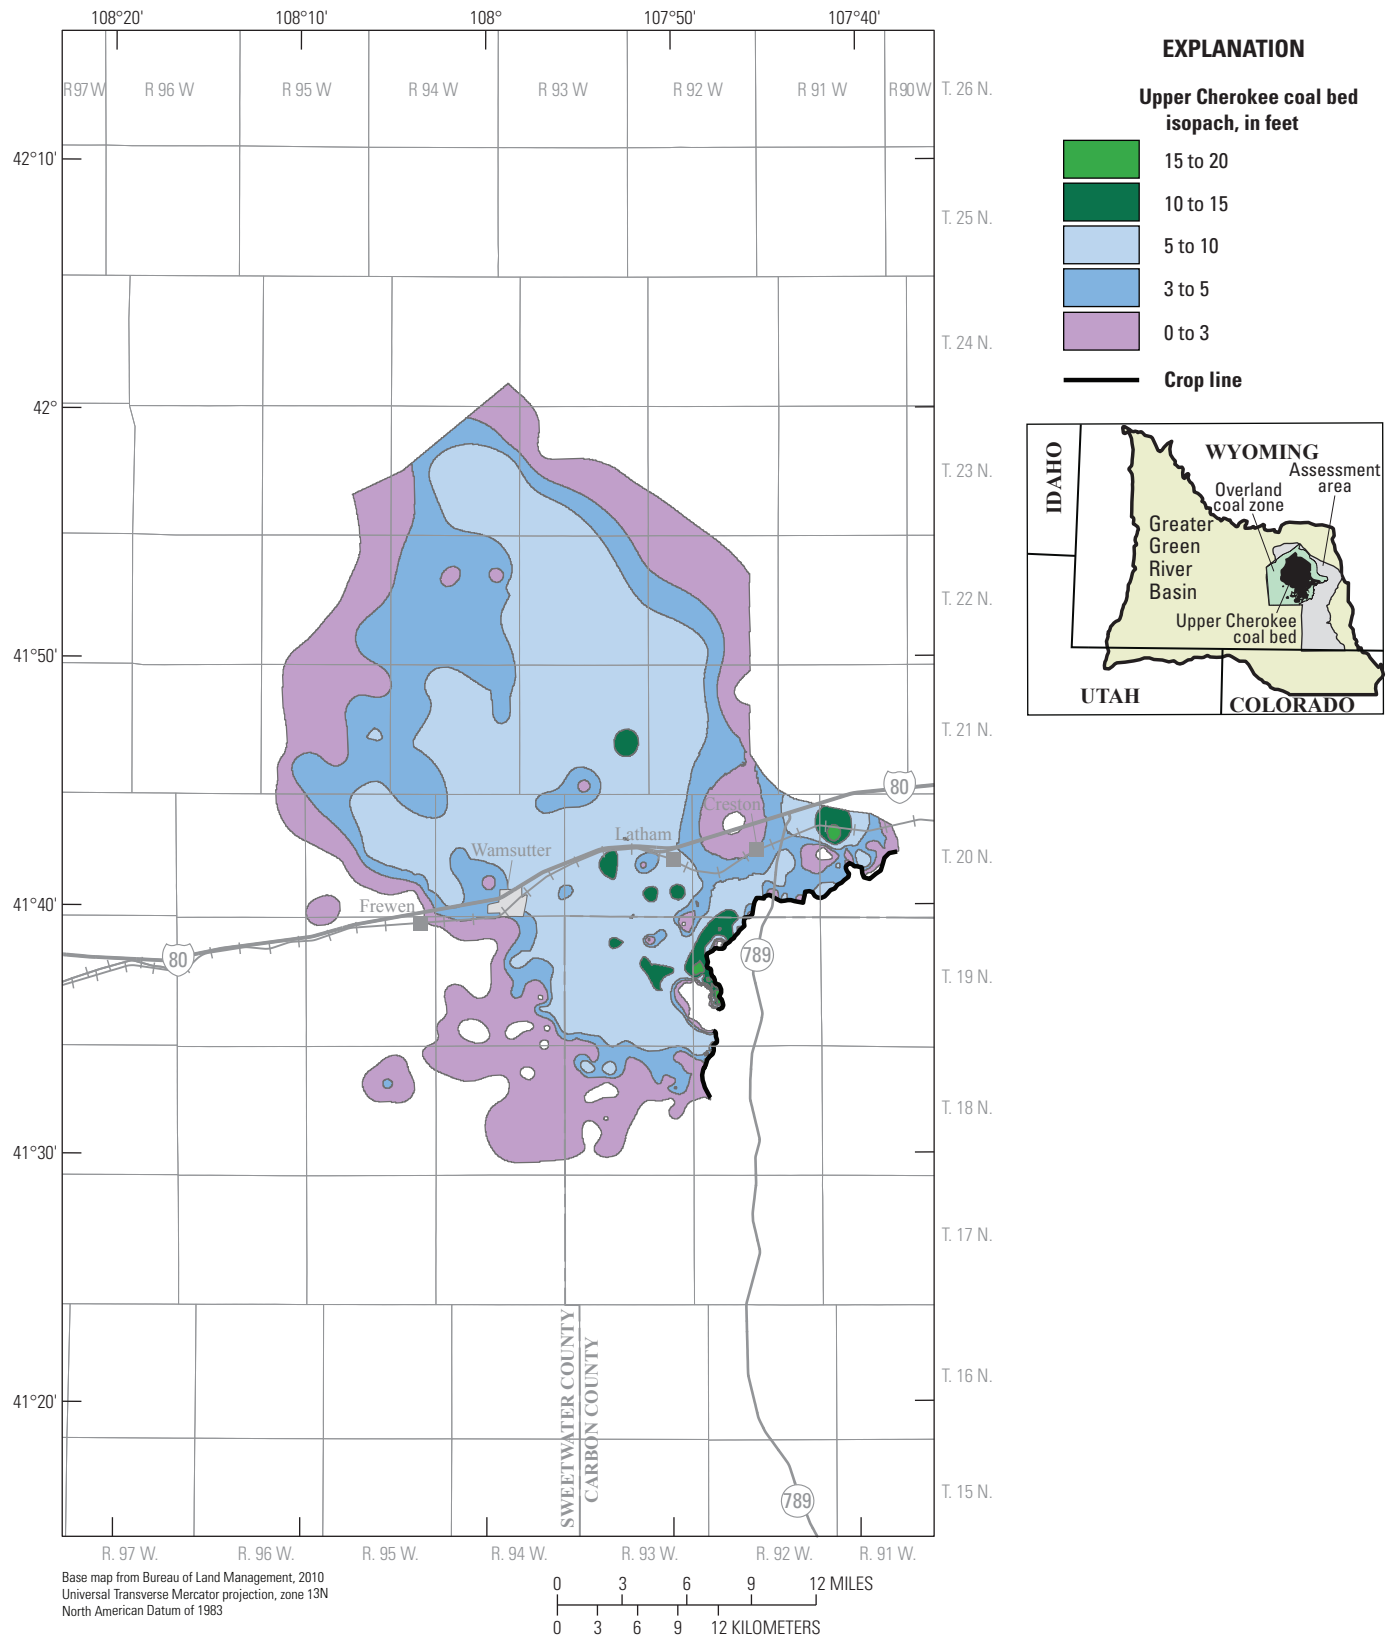 108°20' 108°10' 108° 107°50' 107°40'
R 97 W R 96 W R 95 W R 94 W R 93 W R 92 W R 91 W R 90 W T. 26 N.
42°10'
T. 25 N.
T. 24 N.
42°
T. 23 N.
T. 22 N.
41°50'
T. 21 N.
80
Creston
Latham
Wamsutter
T. 20 N.
41°40'
Frewen
80
789
T. 19 N.
T. 18 N.
41°30'
T. 17 N.
SWEETWATER COUNTY
CARBON COUNTY
T. 16 N.
41°20'
T. 15 N.
789
R. 97 W. R. 96 W. R. 95 W. R. 94 W. R. 93 W. R. 92 W. R. 91 W.
Base map from Bureau of Land Management, 2010
Universal Transverse Mercator projection, zone 13N
North American Datum of 1983
0 3 6 9 12 MILES
0 3 6 9 12 KILOMETERS
EXPLANATION
Upper Cherokee coal bed
isopach, in feet
15 to 20
10 to 15
5 to 10
3 to 5
0 to 3
Crop line
IDAHO
WYOMING
Assessment
area
Overland
coal zone
Greater
Green
River
Basin
Upper Cherokee
coal bed
UTAH
COLORADO